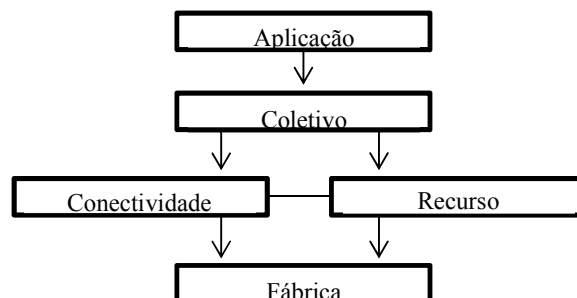 Aplicação
Coletivo
Conectividade
Recurso
Fábrica